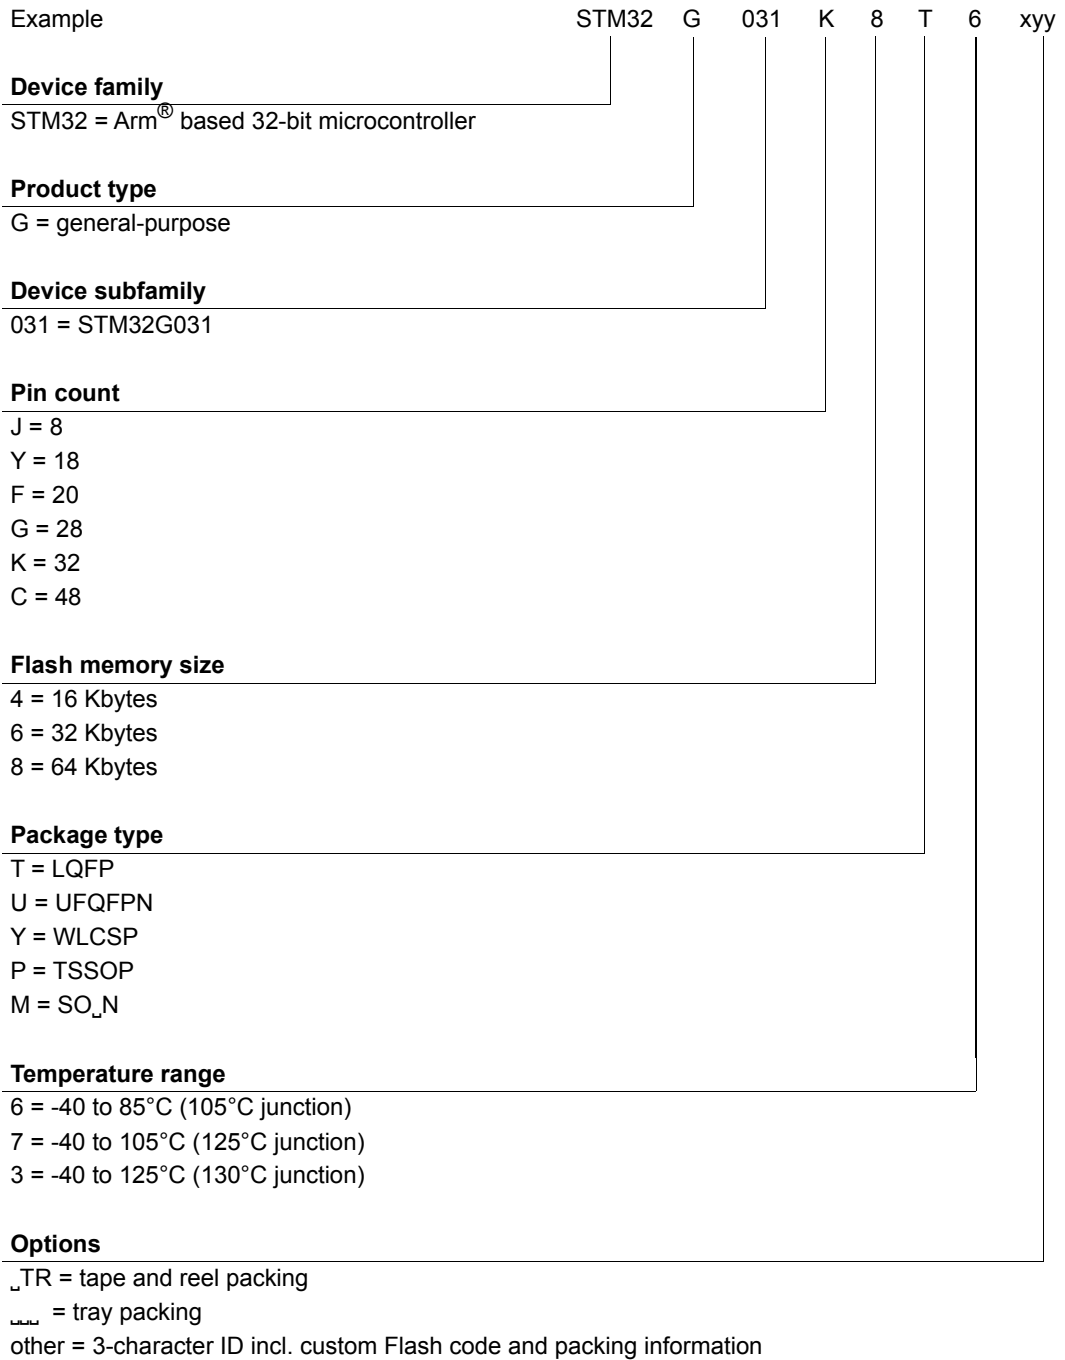 Example STM32 G 031 K 8 T 6 xyy
Device family
STM32 = Arm® based 32-bit microcontroller
Product type
G = general-purpose
Device subfamily
031 = STM32G031
Pin count
J = 8
Y = 18
F = 20
G = 28
K = 32
C = 48
Flash memory size
4 = 16 Kbytes
6 = 32 Kbytes
8 = 64 Kbytes
Package type
T = LQFP
U = UFQFPN
Y = WLCSP
P = TSSOP
M = SO␣N
Temperature range
6 = -40 to 85°C (105°C junction)
7 = -40 to 105°C (125°C junction)
3 = -40 to 125°C (130°C junction)
Options
␣TR = tape and reel packing
␣␣␣ = tray packing
other = 3-character ID incl. custom Flash code and packing information